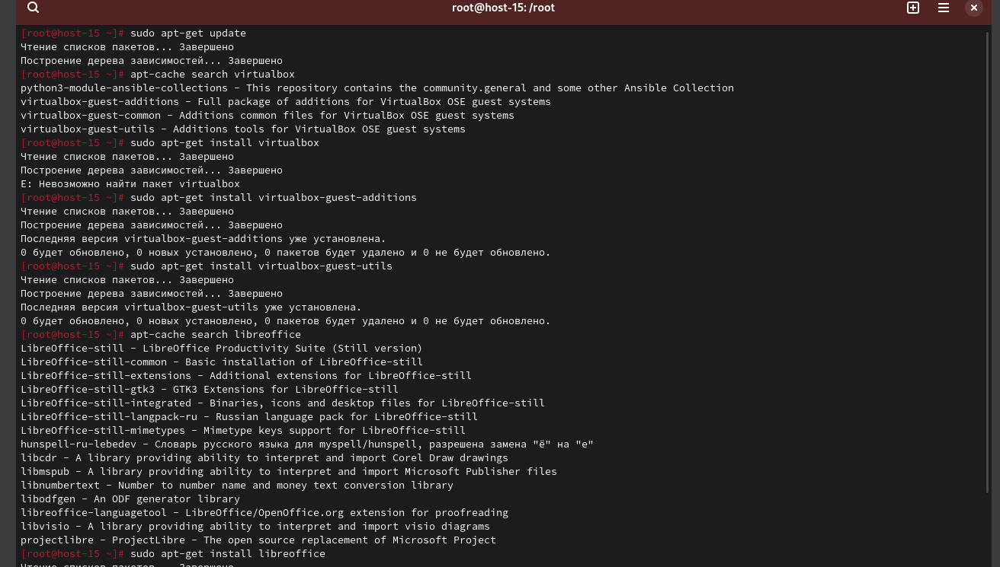 root@host-15: /root
[root@host-15 ~]# sudo apt-get update
Чтение списков пакетов... Завершено
Построение дерева зависимостей... Завершено
[root@host-15 ~]# apt-cache search virtualbox
python3-module-ansible-collections - This repository contains the community.general and some other Ansible Collection
virtualbox-guest-additions - Full package of additions for VirtualBox OSE guest systems
virtualbox-guest-common - Additions common files for VirtualBox OSE guest systems
virtualbox-guest-utils - Additions tools for VirtualBox OSE guest systems
[root@host-15 ~]# sudo apt-get install virtualbox
Чтение списков пакетов... Завершено
Построение дерева зависимостей... Завершено
E: Невозможно найти пакет virtualbox
[root@host-15 ~]# sudo apt-get install virtualbox-guest-additions
Чтение списков пакетов... Завершено
Построение дерева зависимостей... Завершено
Последняя версия virtualbox-guest-additions уже установлена.
0 будет обновлено, 0 новых установлено, 0 пакетов будет удалено и 0 не будет обновлено.
[root@host-15 ~]# sudo apt-get install virtualbox-guest-utils
Чтение списков пакетов... Завершено
Построение дерева зависимостей... Завершено
Последняя версия virtualbox-guest-utils уже установлена.
0 будет обновлено, 0 новых установлено, 0 пакетов будет удалено и 0 не будет обновлено.
[root@host-15 ~]# apt-cache search libreoffice
LibreOffice-still - LibreOffice Productivity Suite (Still version)
LibreOffice-still-common - Basic installation of LibreOffice-still
LibreOffice-still-extensions - Additional extensions for LibreOffice-still
LibreOffice-still-gtk3 - GTK3 Extensions for LibreOffice-still
LibreOffice-still-integrated - Binaries, icons and desktop files for LibreOffice-still
LibreOffice-still-langpack-ru - Russian language pack for LibreOffice-still
LibreOffice-still-mimetypes - Mimetype keys support for LibreOffice-still
hunspell-ru-lebedev - Словарь русского языка для myspell/hunspell, разрешена замена "ё" на "е"
libcdr - A library providing ability to interpret and import Corel Draw drawings
libmspub - A library providing ability to interpret and import Microsoft Publisher files
libnumbertext - Number to number name and money text conversion library
libodfgen - An ODF generator library
libreoffice-languagetool - LibreOffice/OpenOffice.org extension for proofreading
libvisio - A library providing ability to interpret and import visio diagrams
projectlibre - ProjectLibre - The open source replacement of Microsoft Project
[root@host-15 ~]# sudo apt-get install libreoffice
Чтение списков пакетов... Завершено